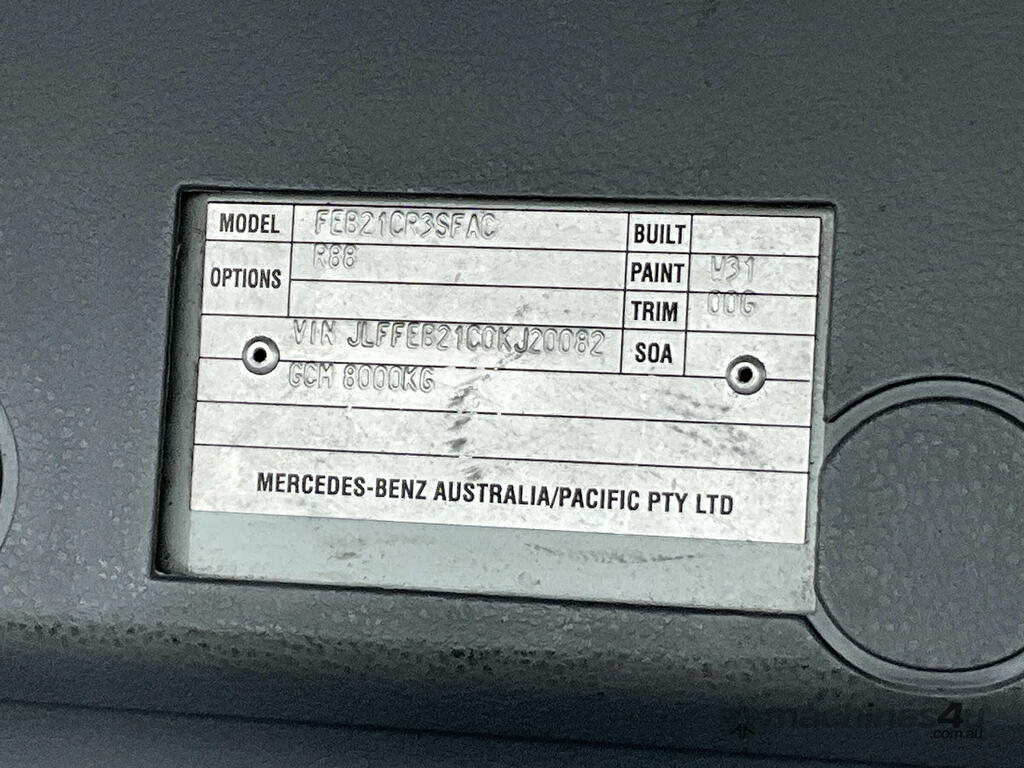 MODEL FEB21CR3SFAC BUILT
OPTIONS R88 PAINT W31
TRIM 00G
VIN JLFFEB21C0KJ20082 SOA
GCM 8000KG
MERCEDES-BENZ AUSTRALIA/PACIFIC PTY LTD
machines4u
.com.au